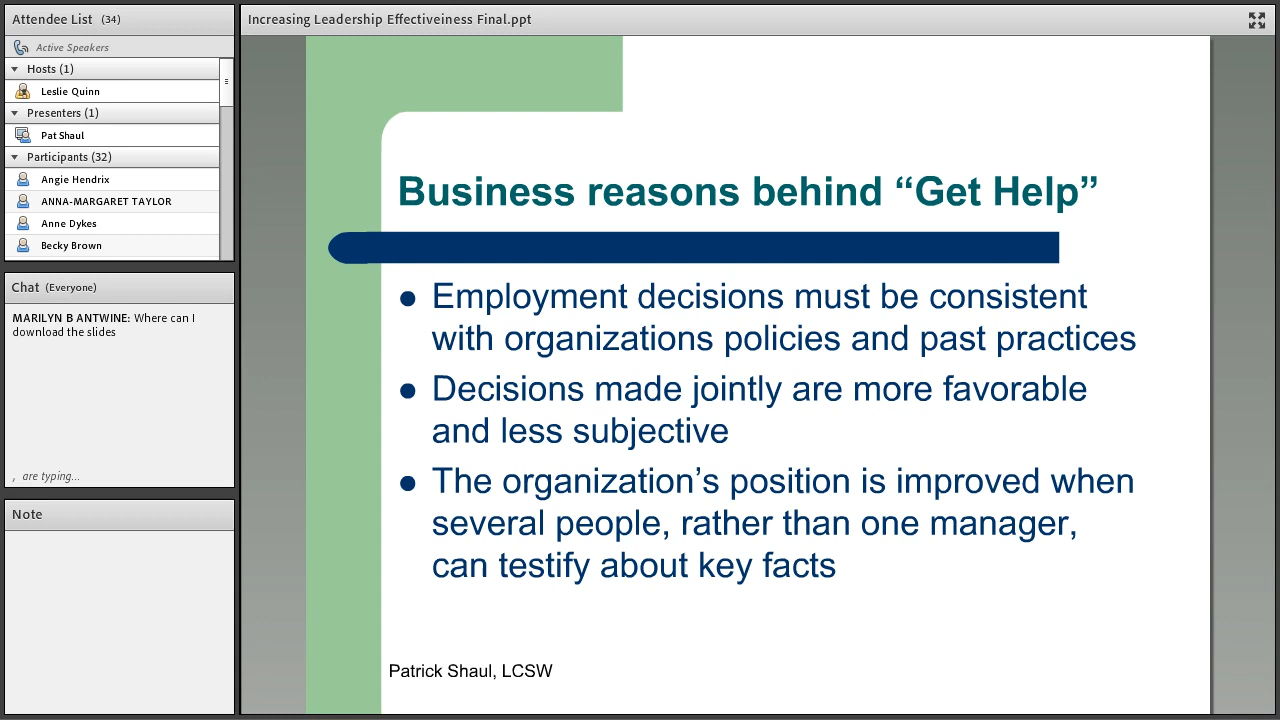 Attendee List (34)
Active Speakers
Hosts (1)
Leslie Quinn
Presenters (1)
Pat Shaul
Participants (32)
Angie Hendrix
ANNA-MARGARET TAYLOR
Anne Dykes
Becky Brown
Chat (Everyone)
MARILYN B ANTWINE: Where can I
download the slides
, are typing...
Note
Increasing Leadership Effectiveiness Final.ppt
Business reasons behind “Get Help”
● Employment decisions must be consistent
with organizations policies and past practices
● Decisions made jointly are more favorable
and less subjective
● The organization’s position is improved when
several people, rather than one manager,
can testify about key facts
Patrick Shaul, LCSW